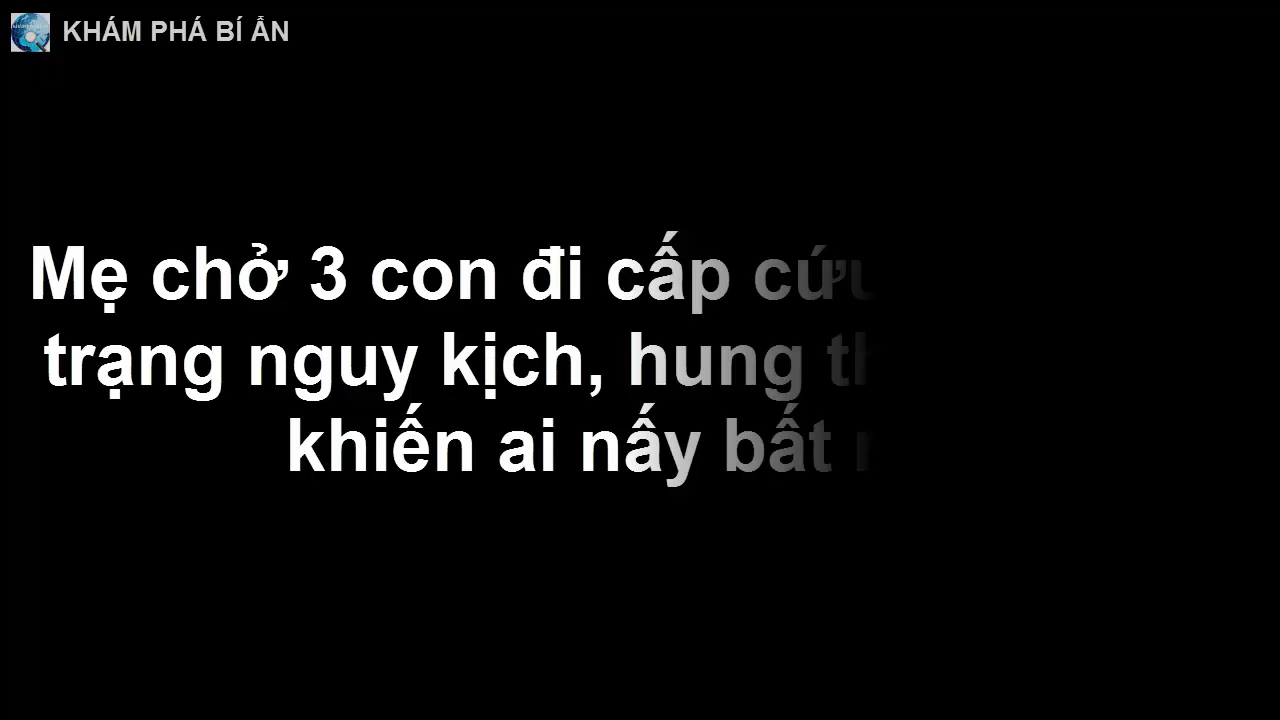 KHÁM PHÁ BÍ ẨN
Mẹ chở 3 con đi cấp cứu
trạng nguy kịch, hung
khiến ai nấy bất